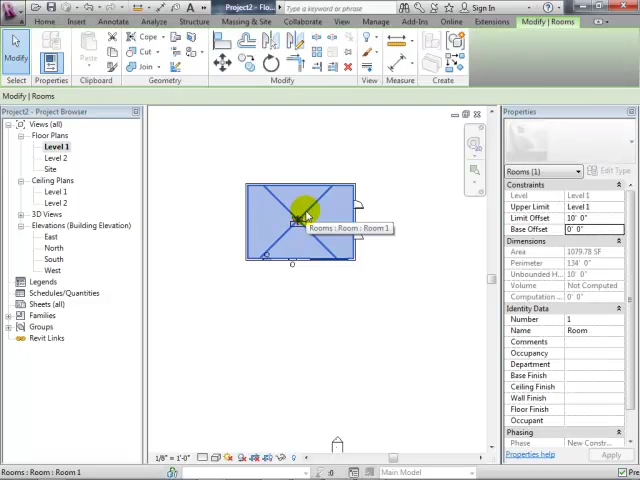 Project2 - Flo...
Type a keyword or phrase
Sign In
Home
Insert
Annotate
Analyze
Structure
Massing & Site
Collaborate
View
Manage
Add-Ins
Online
Extensions
Modify | Rooms
Modify
Paste
Cope
Cut
Join
Select
Properties
Clipboard
Geometry
Modify
View
Measure
Create
Modify | Rooms
Project2 - Project Browser
Views (all)
Floor Plans
Level 1
Level 2
Site
Ceiling Plans
Level 1
Level 2
3D Views
Elevations (Building Elevation)
East
North
South
West
Legends
Schedules/Quantities
Sheets (all)
Families
Groups
Revit Links
Rooms : Room : Room 1
1/8" = 1'-0"
Properties
Rooms (1)
Edit Type
Constraints
Level Level 1
Upper Limit Level 1
Limit Offset 10' 0"
Base Offset 0' 0"
Dimensions
Area 1079.78 SF
Perimeter 134' 0"
Unbounded H... 10' 0"
Volume Not Computed
Computation ... 0' 0"
Identity Data
Number 1
Name Room
Comments
Occupancy
Department
Base Finish
Ceiling Finish
Wall Finish
Floor Finish
Occupant
Phasing
Phase New Constr...
Properties help
Apply
Rooms : Room : Room 1
:0
Main Model
Pre